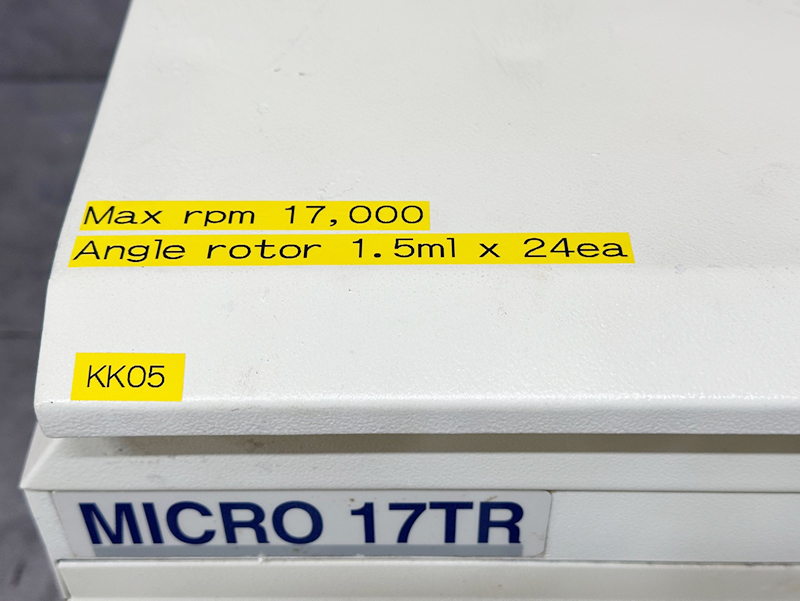 Max rpm 17,000
Angle rotor 1.5ml x 24ea
KK05
MICRO 17TR